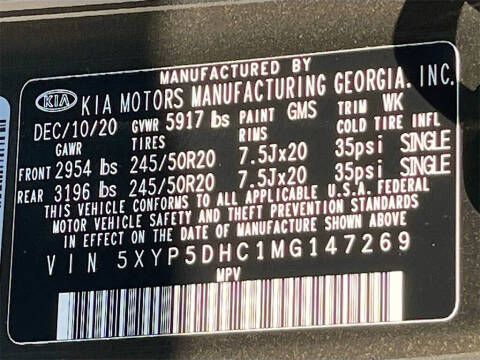 MANUFACTURED BY
KIA KIA MOTORS MANUFACTURING GEORGIA. INC.
DEC/10/20 GVWR 5917 lbs PAINT GMS TRIM WK
GAWR TIRES RIMS COLD TIRE INFL
FRONT 2954 lbs 245/50R20 7.5Jx20 35psi SINGLE
REAR 3196 lbs 245/50R20 7.5Jx20 35psi SINGLE
THIS VEHICLE CONFORMS TO ALL APPLICABLE U.S.A. FEDERAL
MOTOR VEHICLE SAFETY AND THEFT PREVENTION STANDARDS
IN EFFECT ON THE DATE OF MANUFACTURE SHOWN ABOVE
VIN 5XYP5DHC1MG147269
MPV